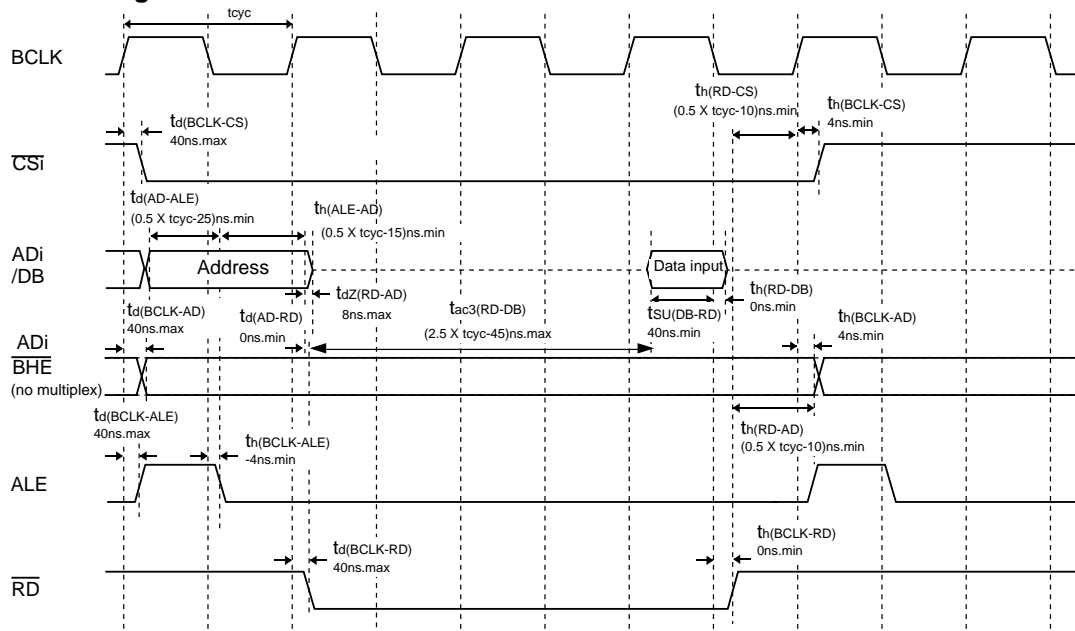 tcyc
BCLK
th(RD-CS)
(0.5 X tcyc-10)ns.min
th(BCLK-CS)
4ns.min
td(BCLK-CS)
40ns.max
CSi
td(AD-ALE)
(0.5 X tcyc-25)ns.min
th(ALE-AD)
(0.5 X tcyc-15)ns.min
ADi
/DB
Address
Data input
tdZ(RD-AD)
8ns.max
th(RD-DB)
0ns.min
td(BCLK-AD)
40ns.max
td(AD-RD)
0ns.min
tac3(RD-DB)
(2.5 X tcyc-45)ns.max
tSU(DB-RD)
40ns.min
th(BCLK-AD)
4ns.min
ADi
BHE
(no multiplex)
td(BCLK-ALE)
40ns.max
th(BCLK-ALE)
-4ns.min
th(RD-AD)
(0.5 X tcyc-10)ns.min
ALE
td(BCLK-RD)
40ns.max
th(BCLK-RD)
0ns.min
RD